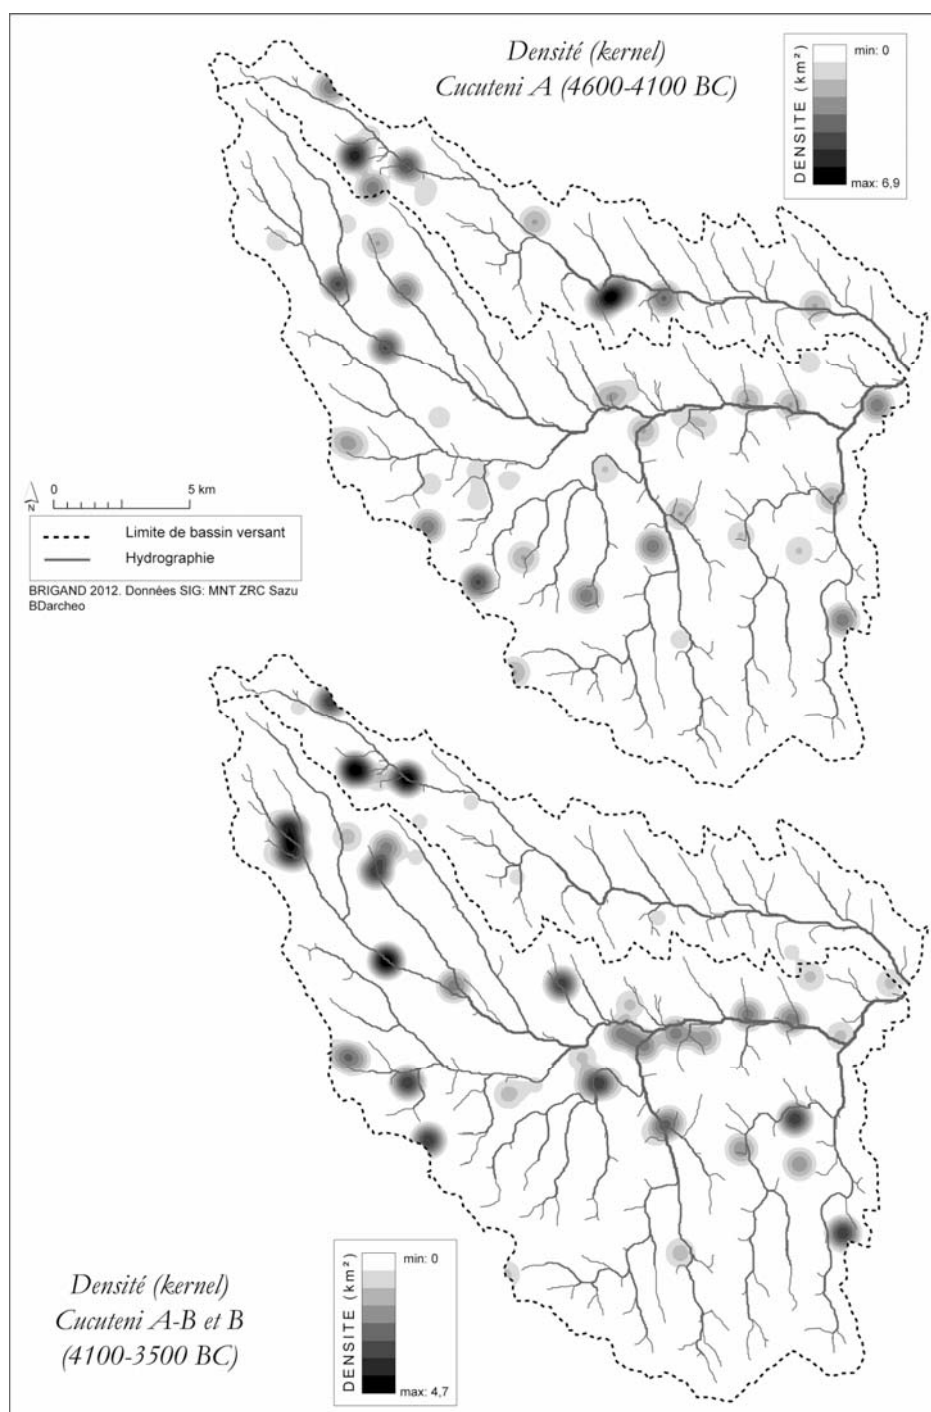 Densité (kernel)
Cucuteni A (4600-4100 BC)
DENSITE (km²)
min: 0
max: 6,9
0 5 km
N
Limite de bassin versant
Hydrographie
BRIGAND 2012. Données SIG: MNT ZRC Sazu
BDarcheo
Densité (kernel)
Cucuteni A-B et B
(4100-3500 BC)
DENSITE (km²)
min: 0
max: 4,7